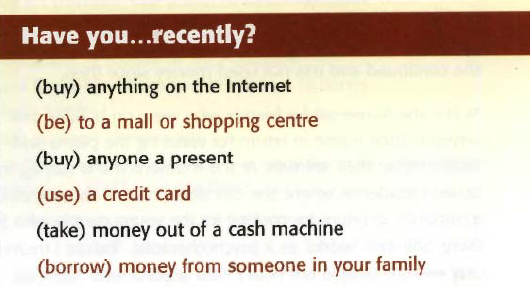 Have you...recently?
(buy) anything on the Internet
(be) to a mall or shopping centre
(buy) anyone a present
(use) a credit card
(take) money out of a cash machine
(borrow) money from someone in your family